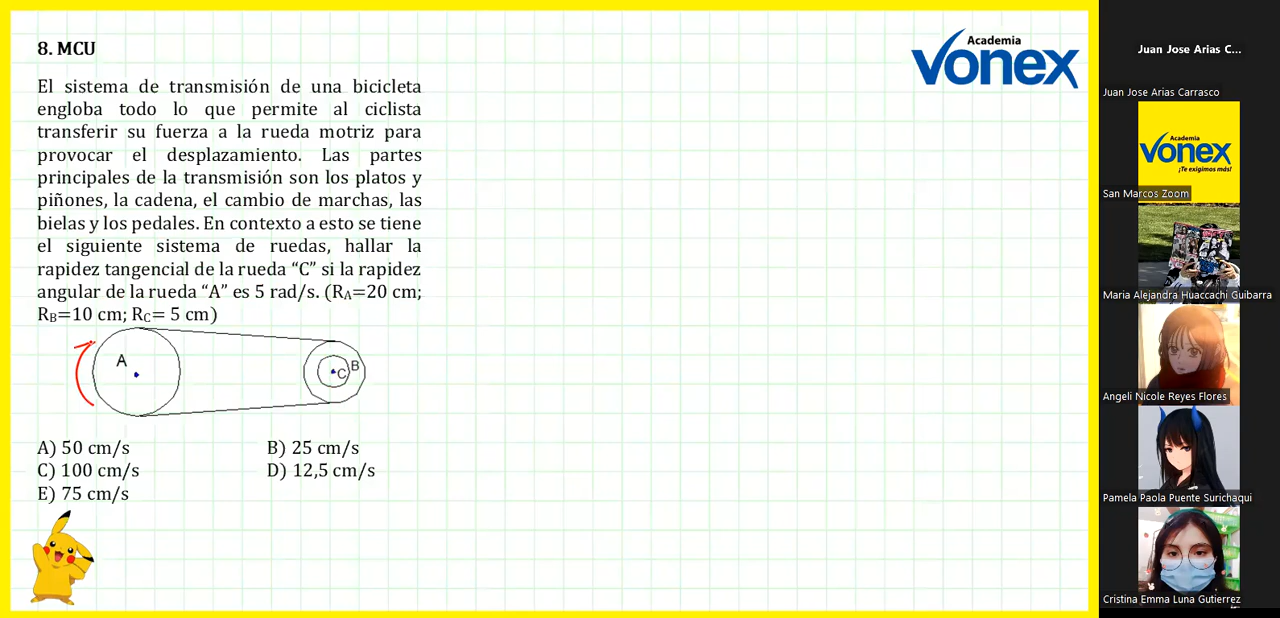 8. MCU
El sistema de transmisión de una bicicleta
engloba todo lo que permite al ciclista
transferir su fuerza a la rueda motriz para
provocar el desplazamiento. Las partes
principales de la transmisión son los platos y
piñones, la cadena, el cambio de marchas, las
bielas y los pedales. En contexto a esto se tiene
el siguiente sistema de ruedas, hallar la
rapidez tangencial de la rueda “C” si la rapidez
angular de la rueda “A” es 5 rad/s. (RA=20 cm;
RB=10 cm; RC= 5 cm)
A
B
C
A) 50 cm/s
B) 25 cm/s
C) 100 cm/s
D) 12,5 cm/s
E) 75 cm/s
Academia
Vonex
Juan Jose Arias C...
Juan Jose Arias Carrasco
Academia
Vonex
¡Te exigimos más!
San Marcos Zoom
Maria Alejandra Huaccachi Guibarra
Angeli Nicole Reyes Flores
Pamela Paola Puente Surichaqui
Cristina Emma Luna Gutierrez